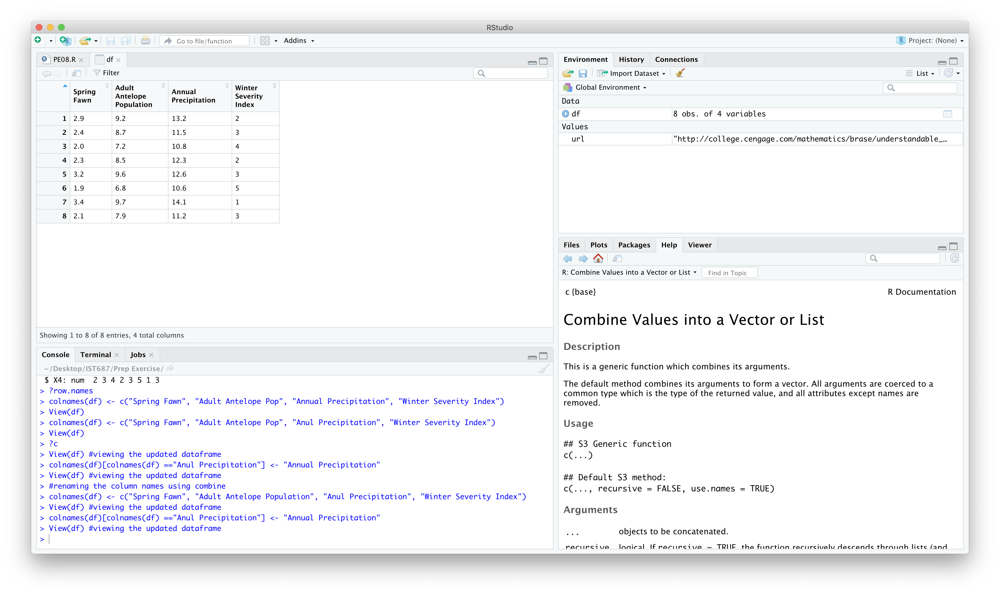 RStudio
Go to file/function
Addins
Project: (None)
PE08.R
df
Filter
Spring Fawn
Adult Antelope Population
Annual Precipitation
Winter Severity Index
1 2.9 9.2 13.2 2
2 2.4 8.7 11.5 3
3 2.0 7.2 10.8 4
4 2.3 8.5 12.3 2
5 3.2 9.6 12.6 3
6 1.9 6.8 10.6 5
7 3.4 9.7 14.1 1
8 2.1 7.9 11.2 3
Showing 1 to 8 of 8 entries, 4 total columns
Console Terminal Jobs
~/Desktop/IST687/Prep Exercise/
$ X4: num  2 3 4 2 3 5 1 3
> ?row.names
> colnames(df) <- c("Spring Fawn", "Adult Antelope Pop", "Annual Precipitation", "Winter Severity Index")
> View(df)
> colnames(df) <- c("Spring Fawn", "Adult Antelope Pop", "Anul Precipitation", "Winter Severity Index")
> View(df)
> ?c
> View(df) #viewing the updated dataframe
> colnames(df)[colnames(df) =="Anul Precipitation"] <- "Annual Precipitation"
> View(df) #viewing the updated dataframe
> #renaming the column names using combine
> colnames(df) <- c("Spring Fawn", "Adult Antelope Population", "Anul Precipitation", "Winter Severity Index")
> View(df) #viewing the updated dataframe
> colnames(df)[colnames(df) =="Anul Precipitation"] <- "Annual Precipitation"
> View(df) #viewing the updated dataframe
>
Environment History Connections
Import Dataset
List
Global Environment
Data
df 8 obs. of 4 variables
Values
url "http://college.cengage.com/mathematics/brase/understandable_…
Files Plots Packages Help Viewer
R: Combine Values into a Vector or List
Find in Topic
c {base} R Documentation
Combine Values into a Vector or List
Description
This is a generic function which combines its arguments.
The default method combines its arguments to form a vector. All arguments are coerced to a
common type which is the type of the returned value, and all attributes except names are
removed.
Usage
## S3 Generic function
c(...)
## Default S3 method:
c(..., recursive = FALSE, use.names = TRUE)
Arguments
... objects to be concatenated.
recursive logical. If recursive = TRUE, the function recursively descends through lists (and